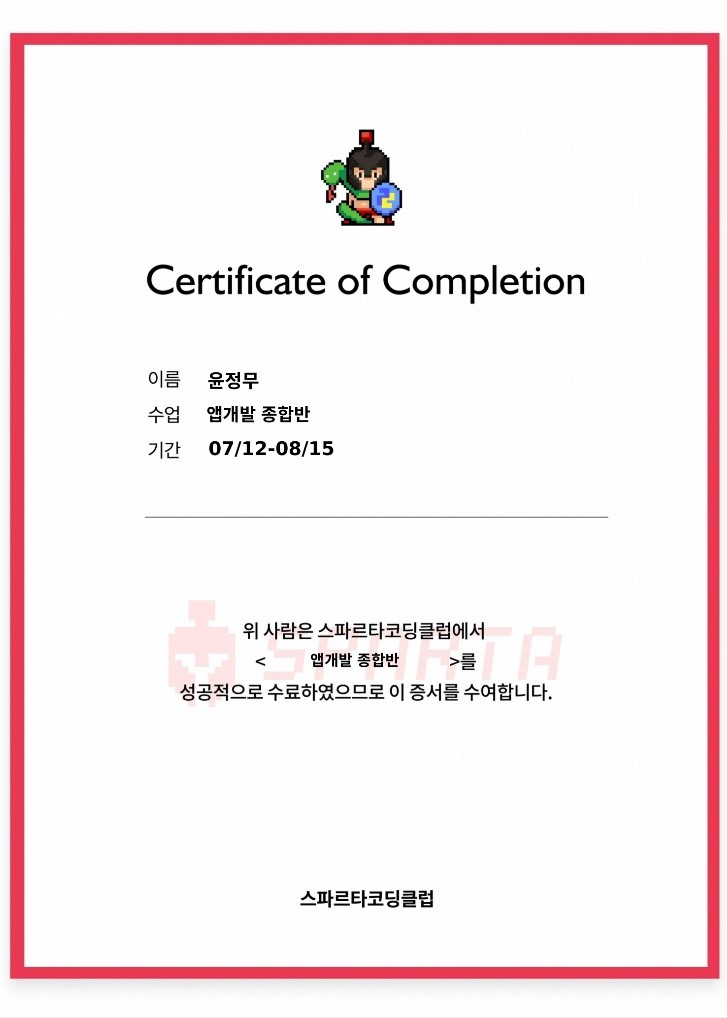 Certificate of Completion
이름 윤정무
수업 앱개발 종합반
기간 07/12-08/15
SPARTA
위 사람은 스파르타코딩클럽에서
< 앱개발 종합반 >를
성공적으로 수료하였으므로 이 증서를 수여합니다.
스파르타코딩클럽